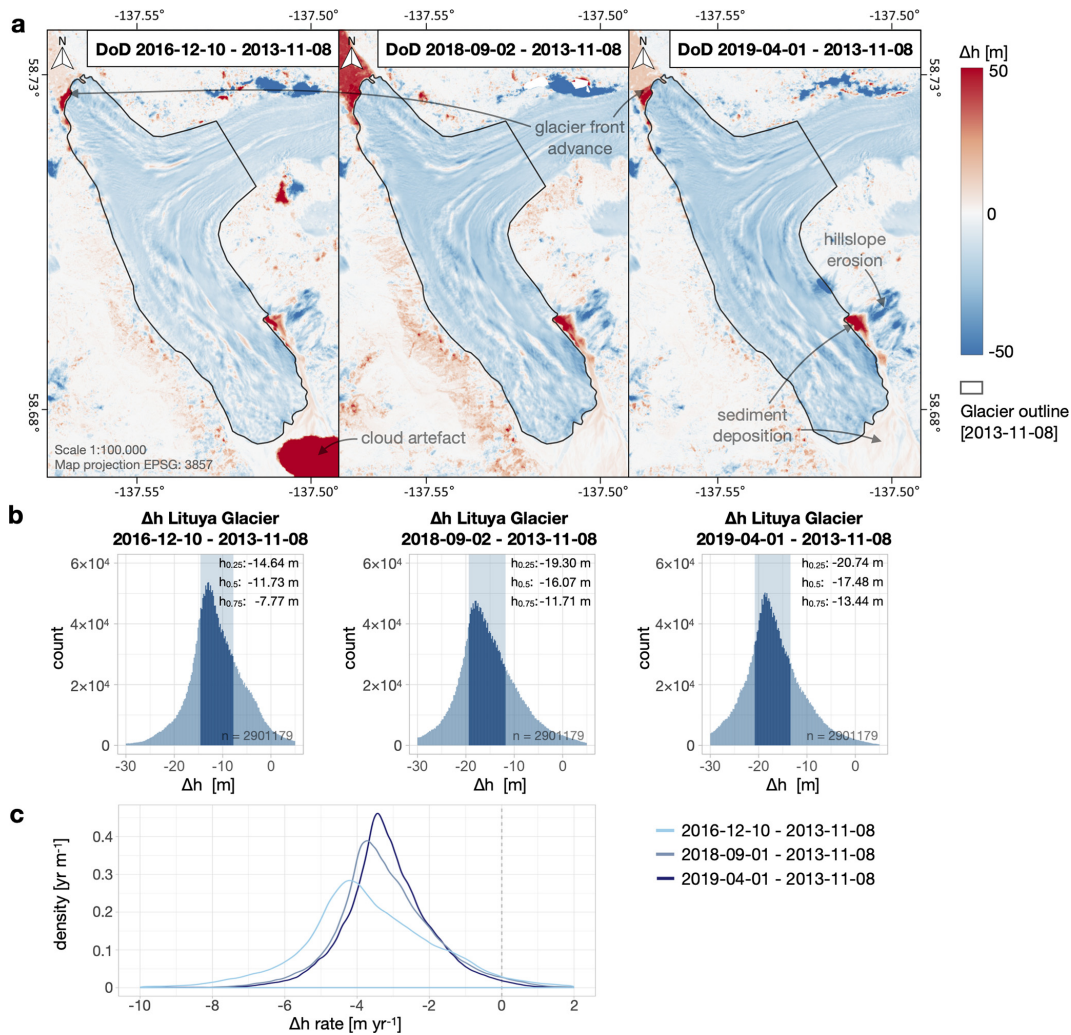 a
-137.55°
-137.50°
-137.55°
-137.50°
-137.55°
-137.50°
N
DoD 2016-12-10 - 2013-11-08
N
DoD 2018-09-02 - 2013-11-08
N
DoD 2019-04-01 - 2013-11-08
Δh [m]
50
0
-50
58.73°
58.73°
glacier front
advance
hillslope
erosion
sediment
deposition
cloud artefact
58.68°
58.68°
Glacier outline
[2013-11-08]
Scale 1:100.000
Map projection EPSG: 3857
-137.55°
-137.50°
-137.55°
-137.50°
-137.55°
-137.50°
b
Δh Lituya Glacier
2016-12-10 - 2013-11-08
h0.25: -14.64 m
h0.5: -11.73 m
h0.75: -7.77 m
6×10⁴
4×10⁴
2×10⁴
0
count
n = 2901179
-30 -20 -10 0
Δh [m]
Δh Lituya Glacier
2018-09-02 - 2013-11-08
h0.25: -19.30 m
h0.5: -16.07 m
h0.75: -11.71 m
6×10⁴
4×10⁴
2×10⁴
0
count
n = 2901179
-30 -20 -10 0
Δh [m]
Δh Lituya Glacier
2019-04-01 - 2013-11-08
h0.25: -20.74 m
h0.5: -17.48 m
h0.75: -13.44 m
6×10⁴
4×10⁴
2×10⁴
0
count
n = 2901179
-30 -20 -10 0
Δh [m]
c
density [yr m⁻¹]
0.4
0.3
0.2
0.1
0
-10 -8 -6 -4 -2 0 2
Δh rate [m yr⁻¹]
2016-12-10 - 2013-11-08
2018-09-01 - 2013-11-08
2019-04-01 - 2013-11-08